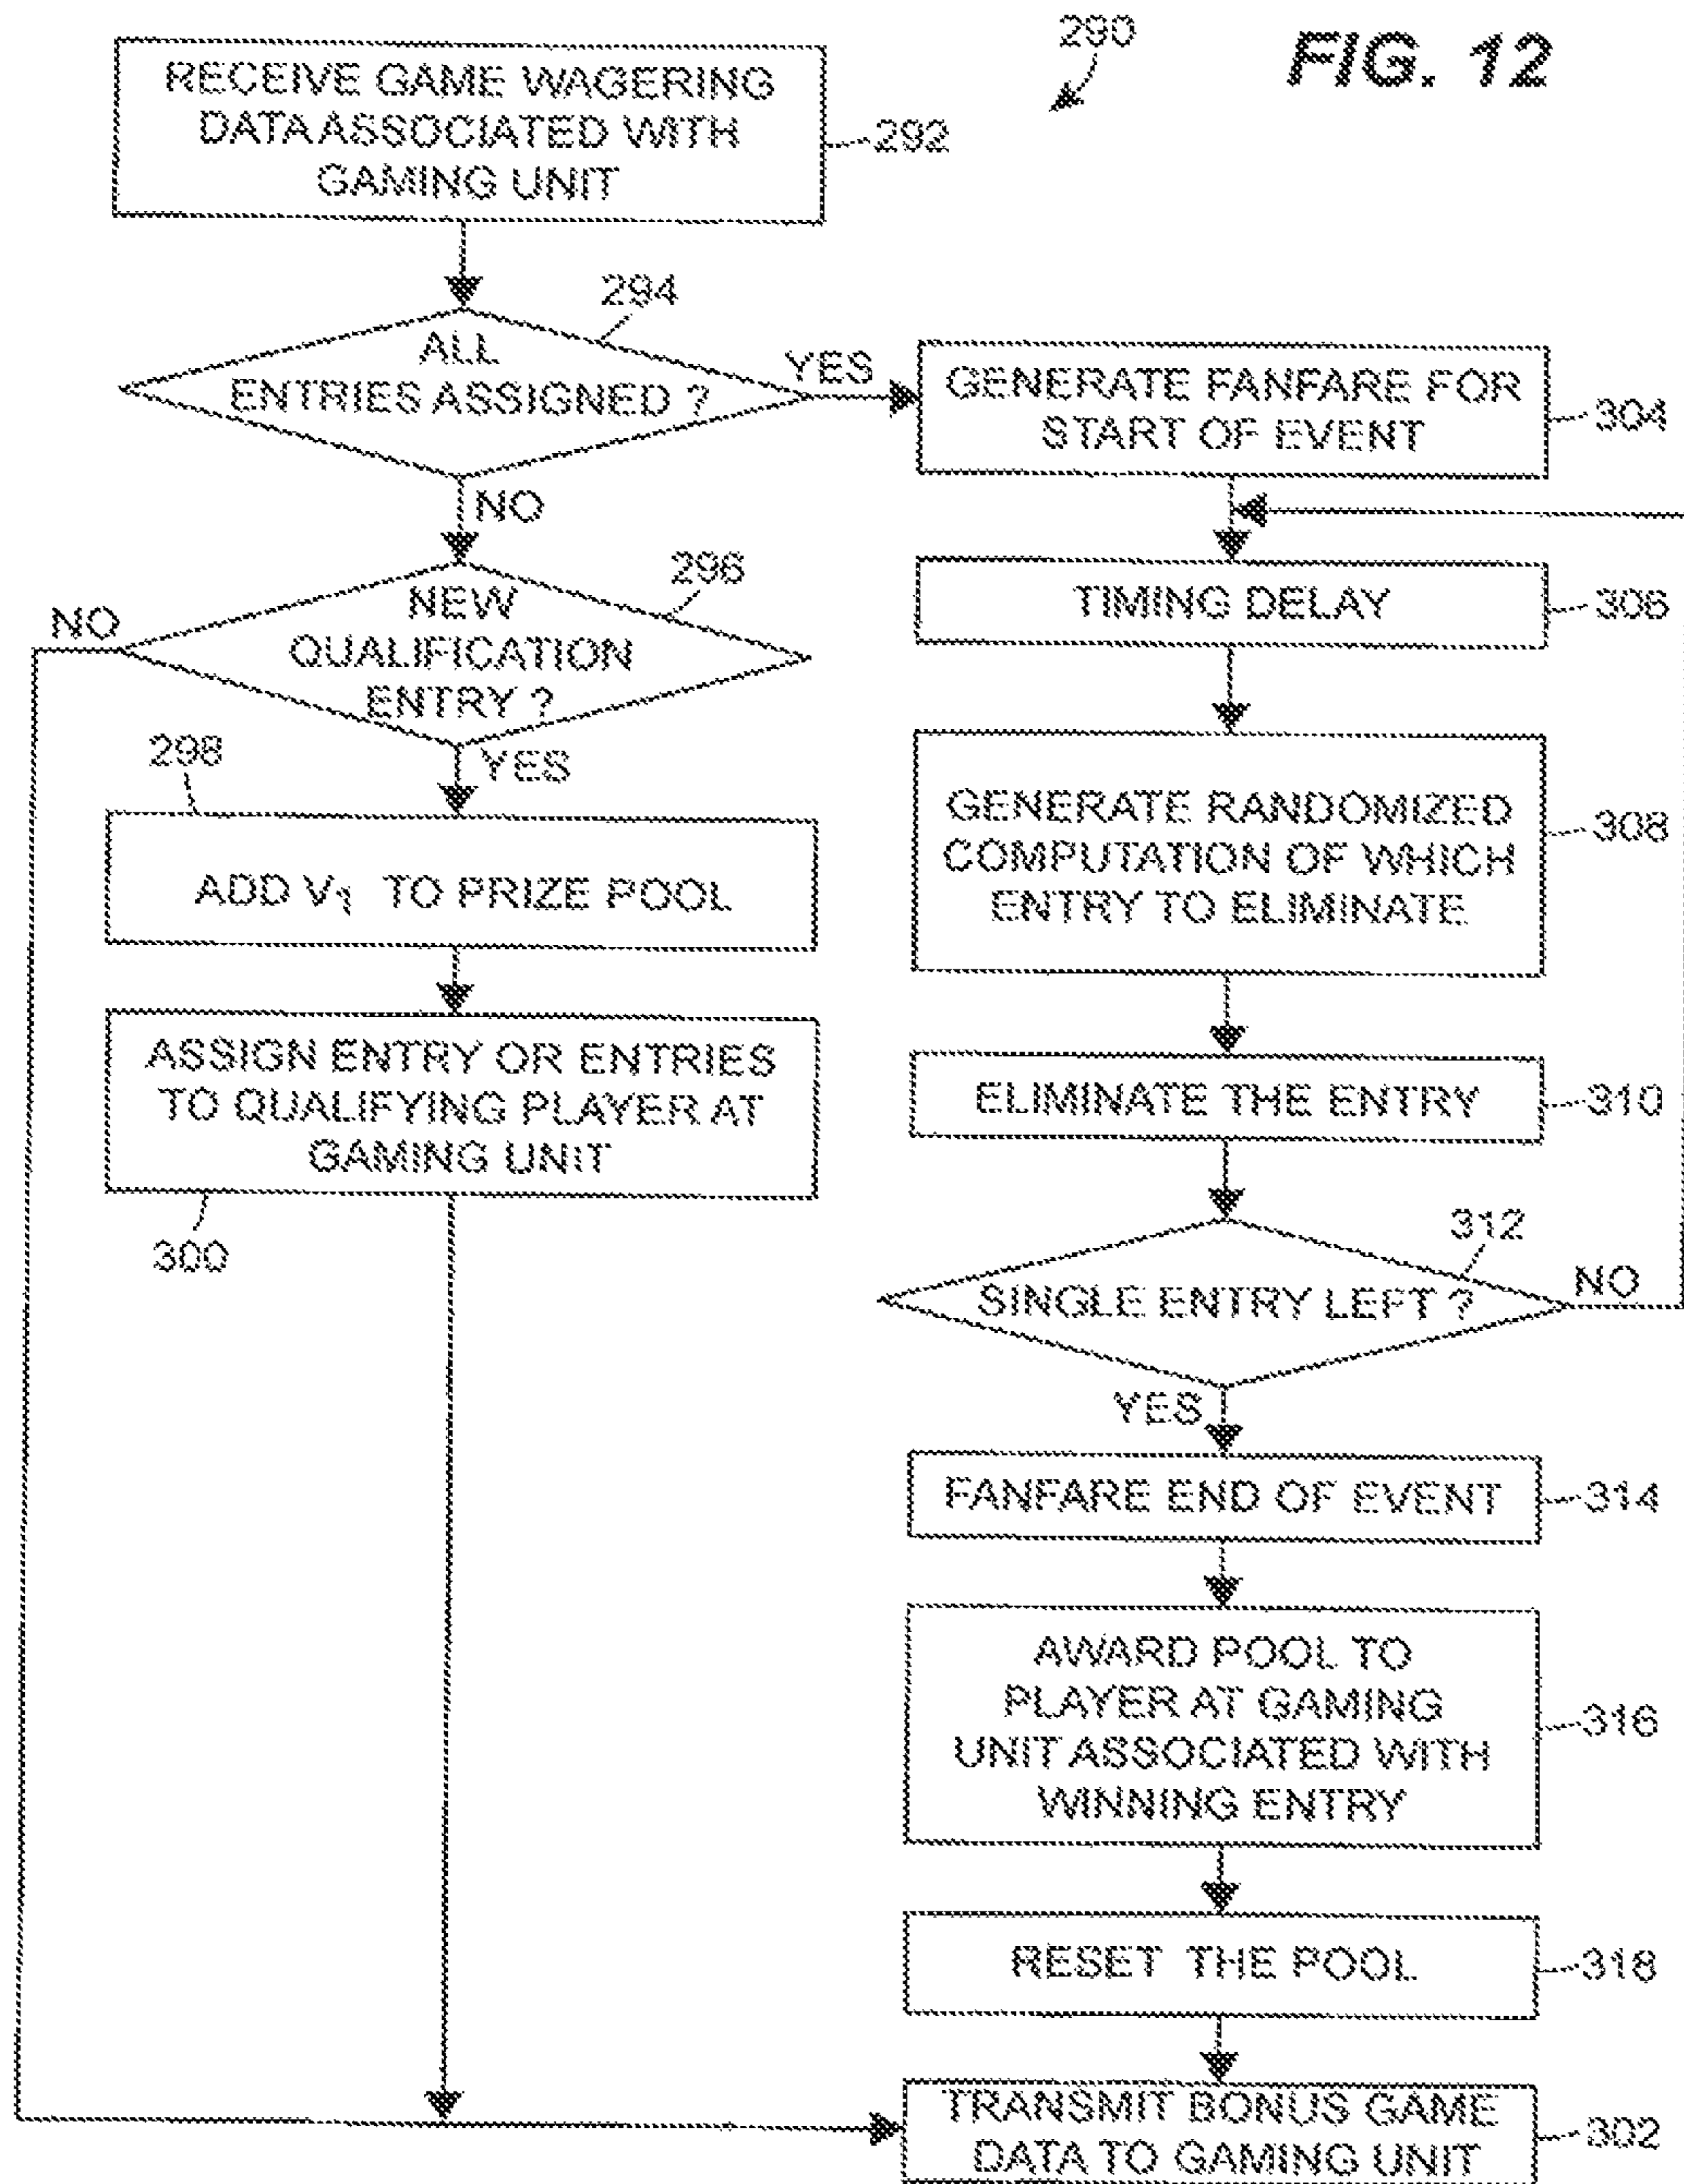 290
FIG. 12
RECEIVE GAME WAGERING
DATA ASSOCIATED WITH
GAMING UNIT
292
294
ALL
ENTRIES ASSIGNED ?
YES
NO
296
NEW
QUALIFICATION
ENTRY ?
NO
YES
298
ADD V1 TO PRIZE POOL
ASSIGN ENTRY OR ENTRIES
TO QUALIFYING PLAYER AT
GAMING UNIT
300
GENERATE FANFARE FOR
START OF EVENT
304
TIMING DELAY
306
GENERATE RANDOMIZED
COMPUTATION OF WHICH
ENTRY TO ELIMINATE
308
ELIMINATE THE ENTRY
310
312
SINGLE ENTRY LEFT ?
NO
YES
FANFARE END OF EVENT
314
AWARD POOL TO
PLAYER AT GAMING
UNIT ASSOCIATED WITH
WINNING ENTRY
316
RESET THE POOL
318
TRANSMIT BONUS GAME
DATA TO GAMING UNIT
302